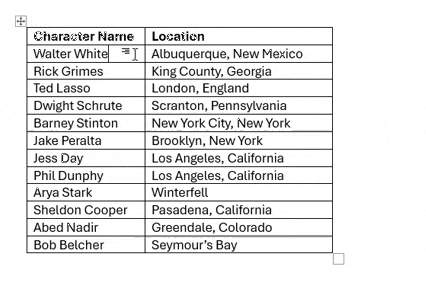 Character Name Location
Walter White Albuquerque, New Mexico
Rick Grimes King County, Georgia
Ted Lasso London, England
Dwight Schrute Scranton, Pennsylvania
Barney Stinton New York City, New York
Jake Peralta Brooklyn, New York
Jess Day Los Angeles, California
Phil Dunphy Los Angeles, California
Arya Stark Winterfell
Sheldon Cooper Pasadena, California
Abed Nadir Greendale, Colorado
Bob Belcher Seymour’s Bay